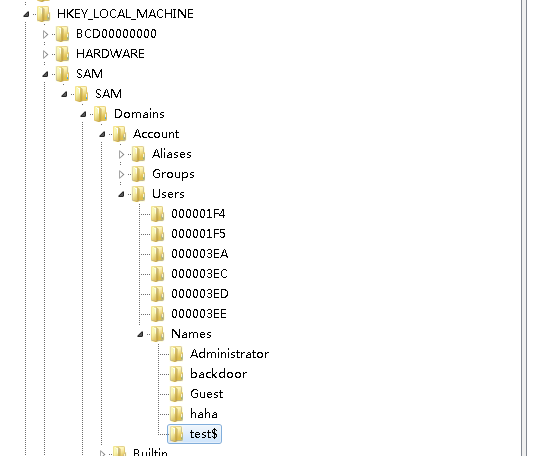 HKEY_LOCAL_MACHINE
BCD00000000
HARDWARE
SAM
SAM
Domains
Account
Aliases
Groups
Users
000001F4
000001F5
000003EA
000003EC
000003ED
000003EE
Names
Administrator
backdoor
Guest
haha
test$
Builtin